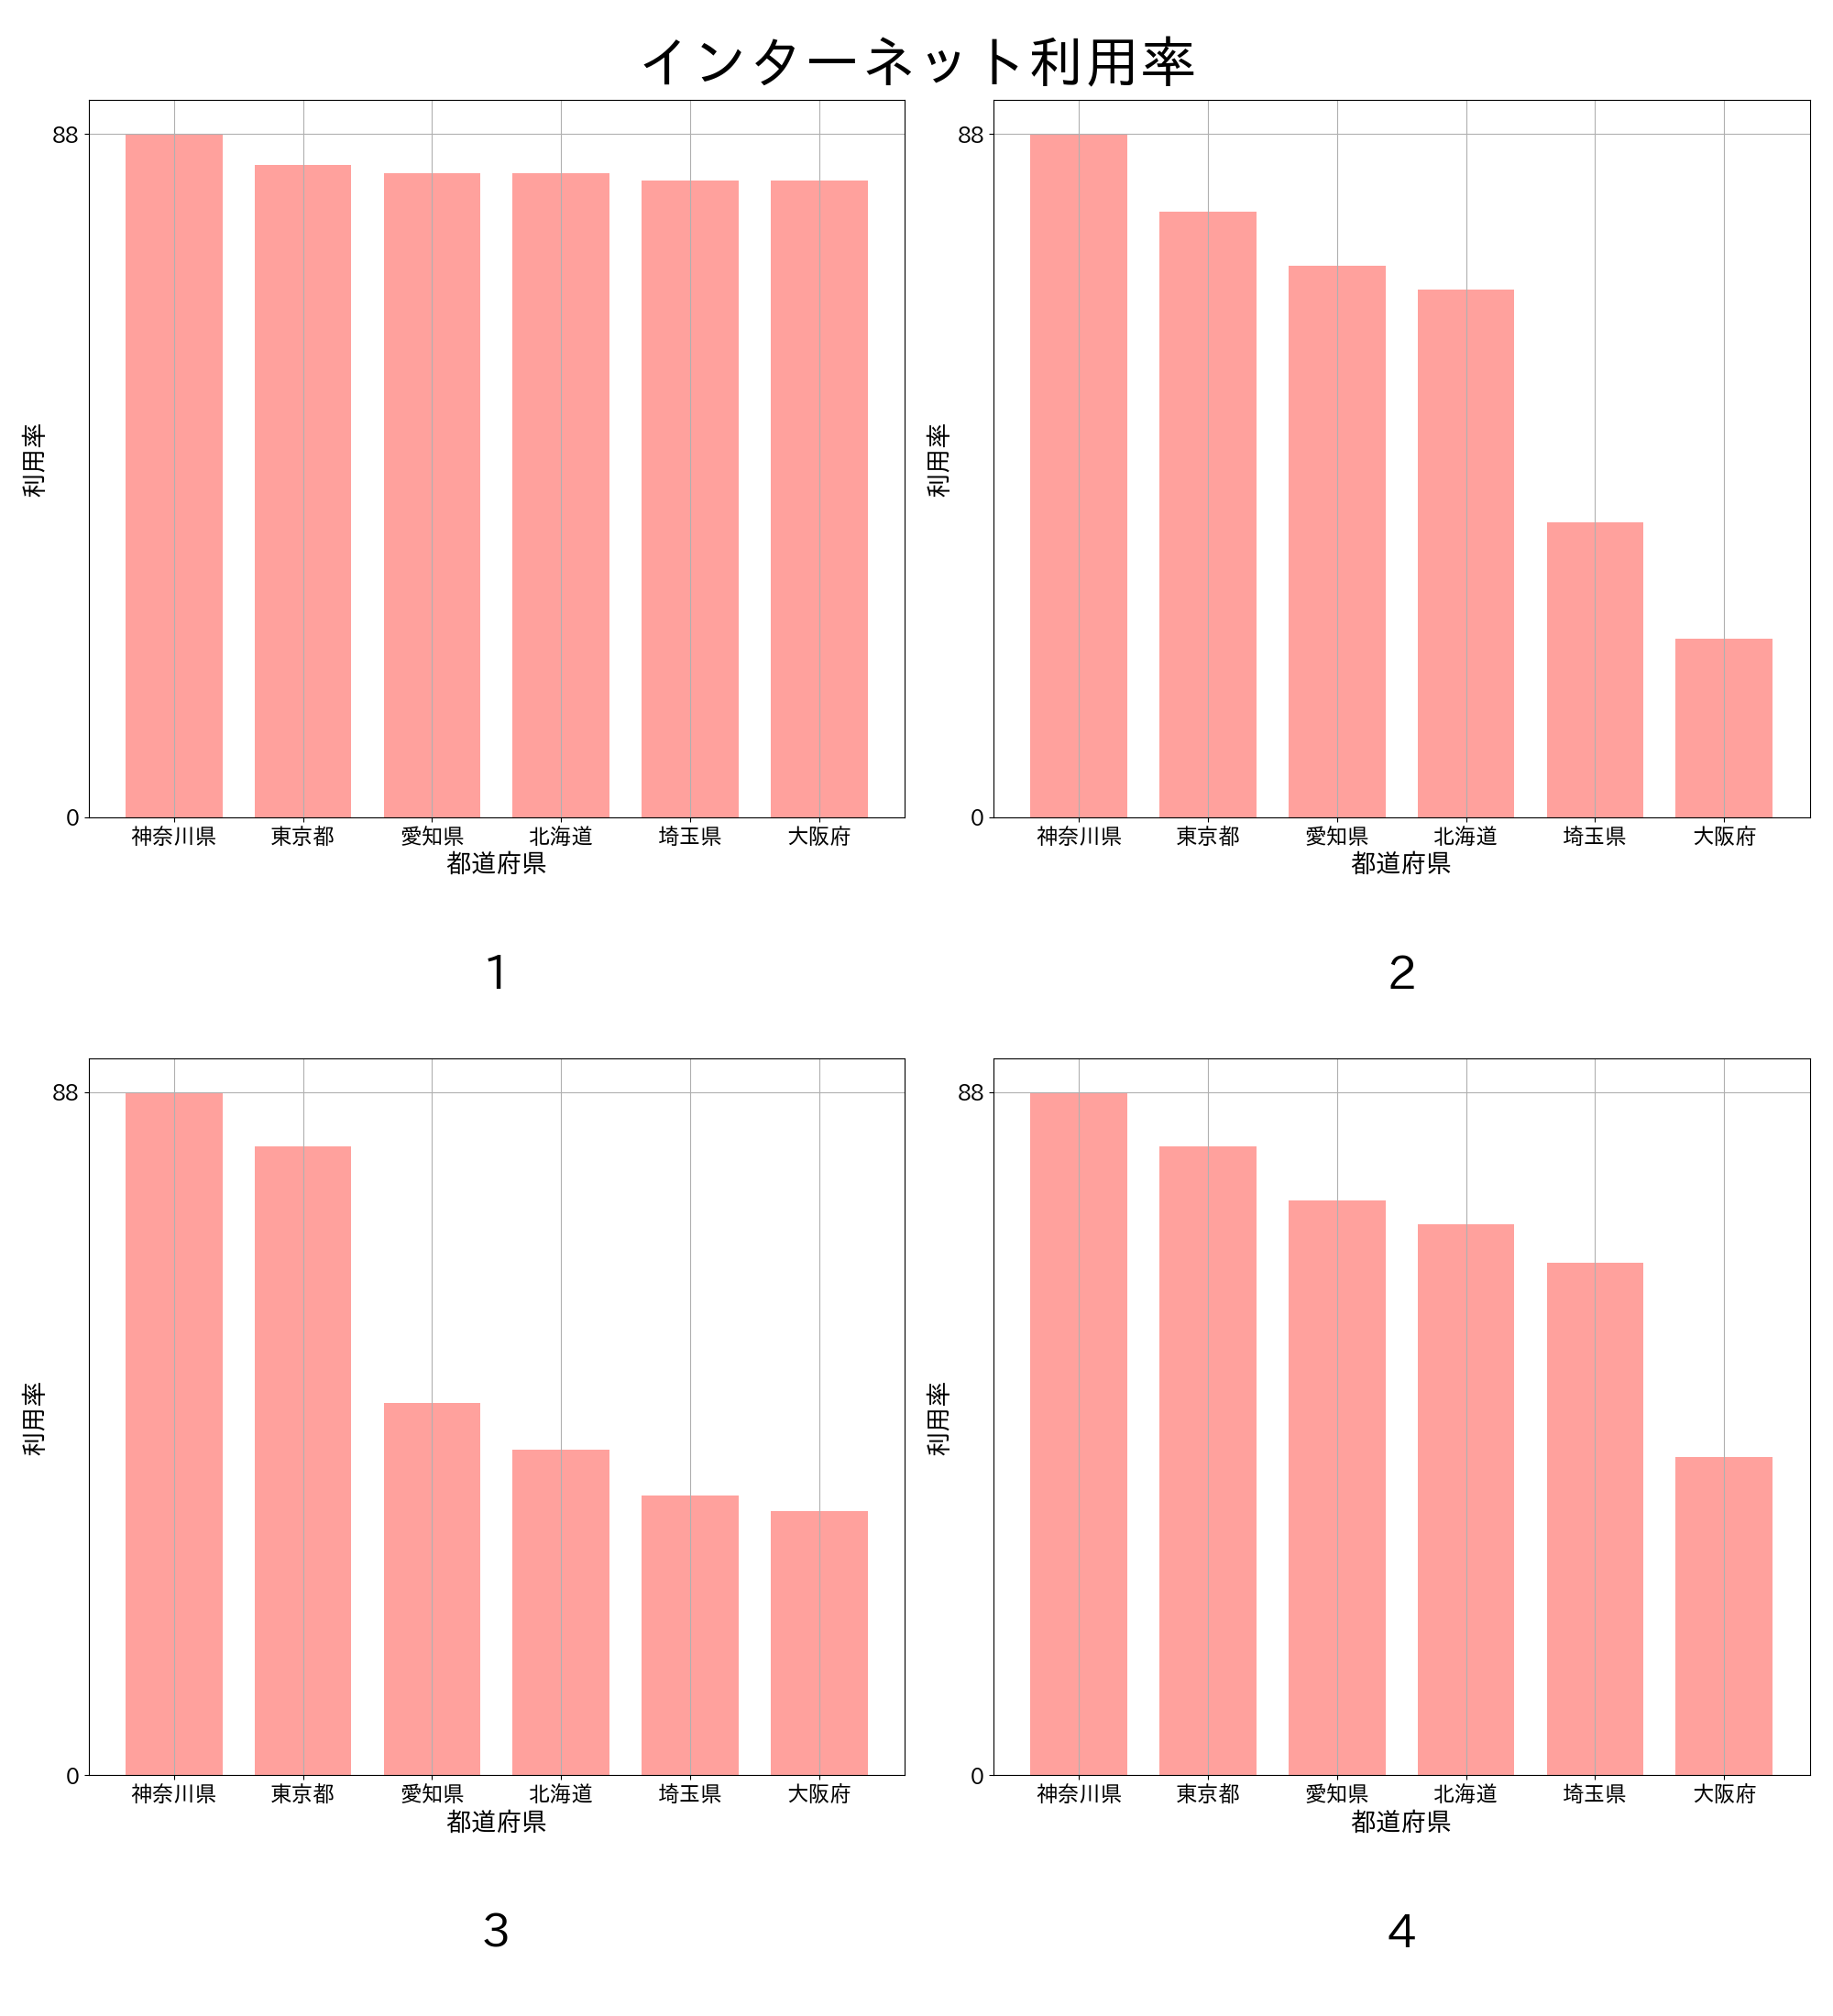 インターネット利用率
88
0
利用率
神奈川県 東京都 愛知県 北海道 埼玉県 大阪府
都道府県
1
88
0
利用率
神奈川県 東京都 愛知県 北海道 埼玉県 大阪府
都道府県
2
88
0
利用率
神奈川県 東京都 愛知県 北海道 埼玉県 大阪府
都道府県
3
88
0
利用率
神奈川県 東京都 愛知県 北海道 埼玉県 大阪府
都道府県
4